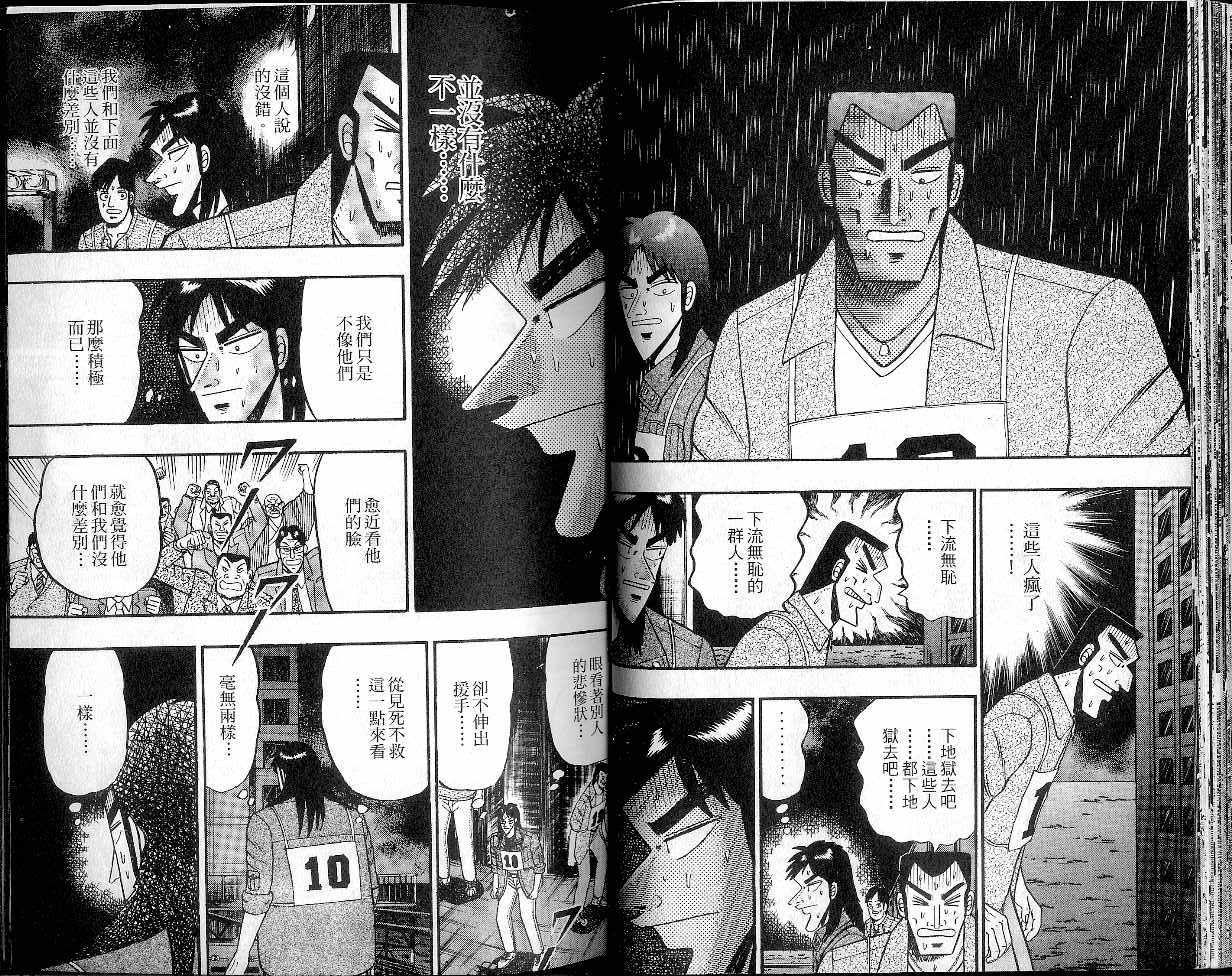 這些人瘋了
……！
下流無恥
……
下流無恥的
一群人……
下地獄去吧
……這些人
……都下地
獄去吧……
……
並沒有什麼
不一樣……
這個人說
的沒錯。
我們和下面
這些人並沒有
什麼差別……
我們只是
不像他們
那麼積極
而已……
愈近看他
們的臉
就愈覺得他
們和我們沒
什麼差別…
眼看著別人
的悲慘狀…
卻不伸出
援手……
10
從見死不救
這一點來看
……
毫無兩樣…
10
一樣……